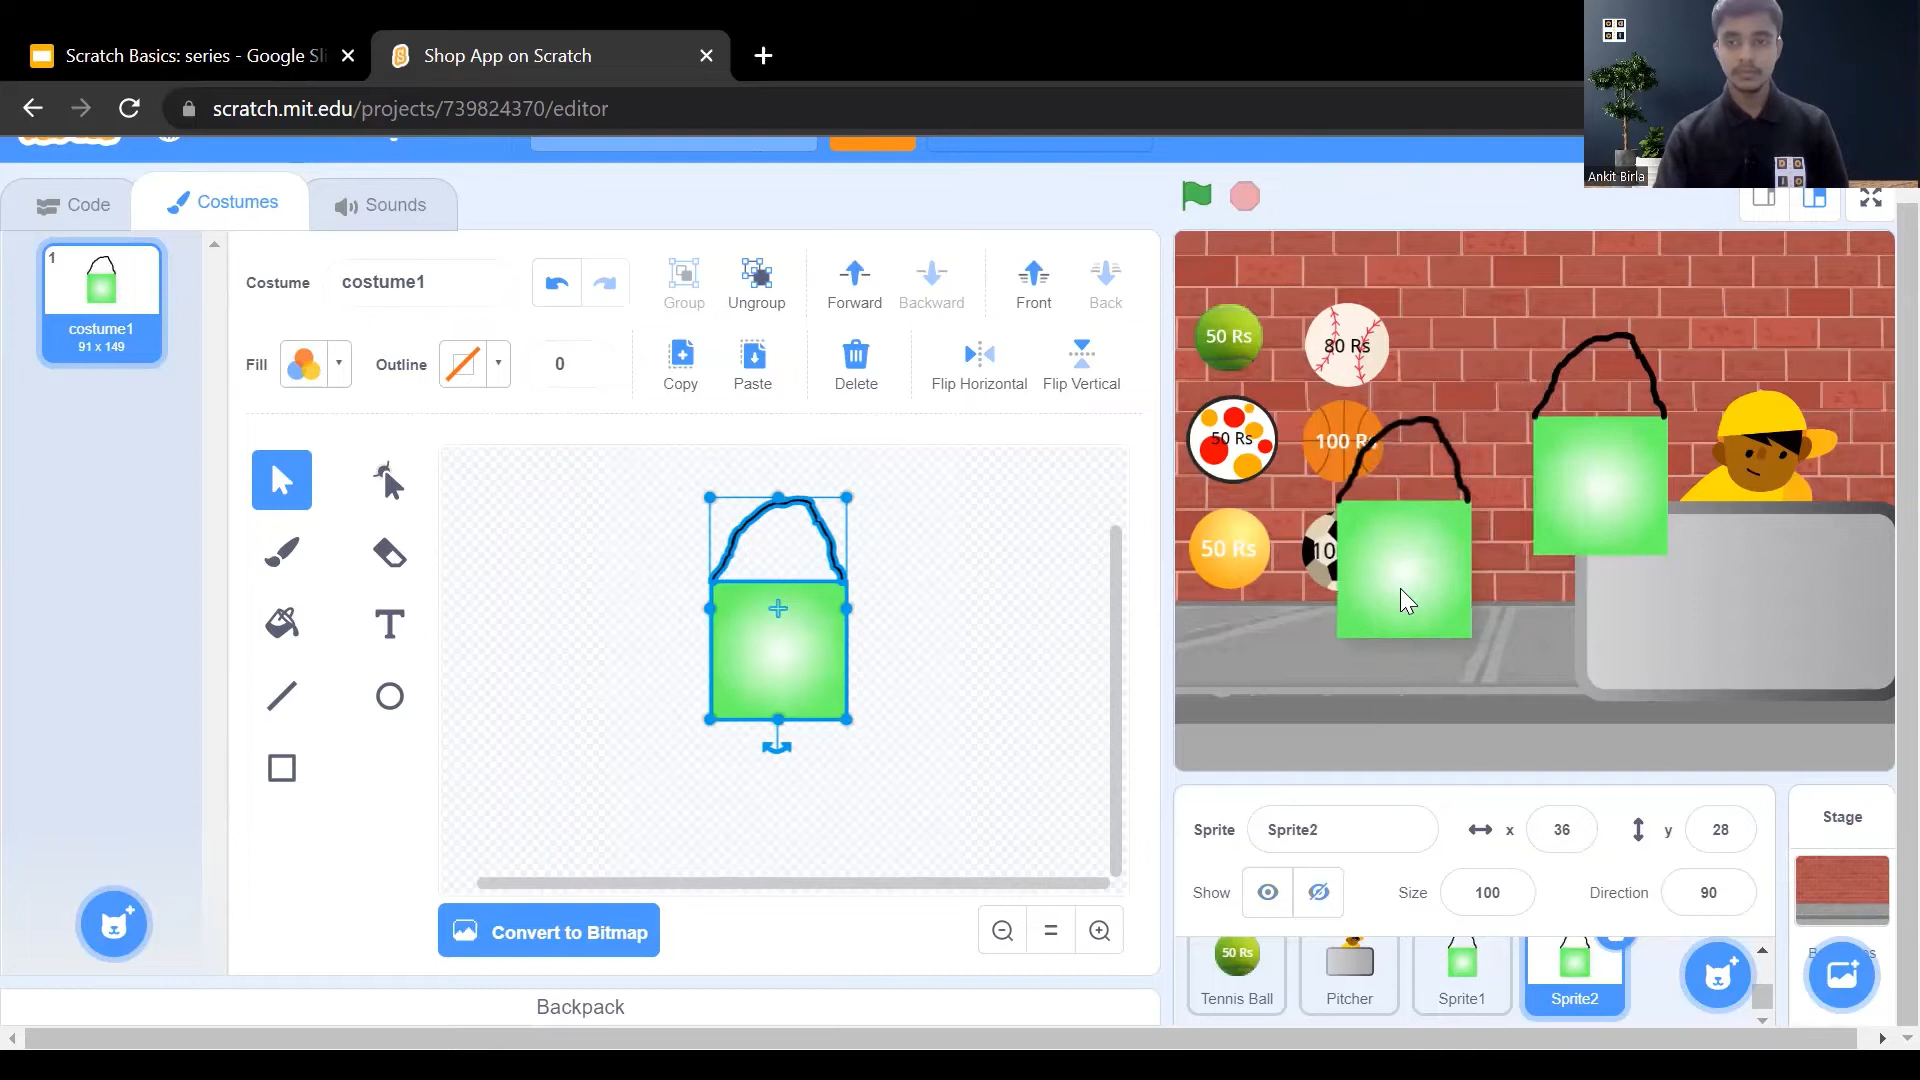 Scratch Basics: series - Google Sli
Shop App on Scratch
scratch.mit.edu/projects/739824370/editor
Ankit Birla
Code
Costumes
Sounds
1
costume1
91 x 149
Costume
costume1
Group
Ungroup
Forward
Backward
Front
Back
Fill
Outline
0
Copy
Paste
Delete
Flip Horizontal
Flip Vertical
50 Rs
80 Rs
50 Rs
100 R
50 Rs
10
Convert to Bitmap
Backpack
Sprite
Sprite2
x
36
y
28
Show
Size
100
Direction
90
Stage
50 Rs
Tennis Ball
Pitcher
Sprite1
Sprite2